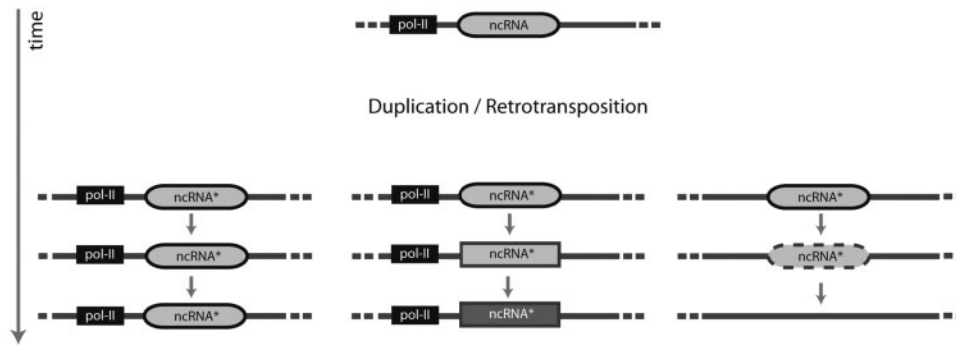 time
pol-II ncRNA
Duplication / Retrotransposition
pol-II ncRNA* pol-II ncRNA* ncRNA*
pol-II ncRNA* pol-II ncRNA* ncRNA*
pol-II ncRNA* pol-II ncRNA*